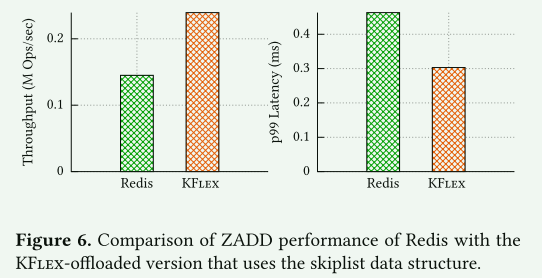 Throughput (M Ops/sec)
0.2
0.1
0
Redis
KFLEX
p99 Latency (ms)
0.4
0.3
0.2
0.1
0
Redis
KFLEX
Figure 6. Comparison of ZADD performance of Redis with the
KFLEX-offloaded version that uses the skiplist data structure.